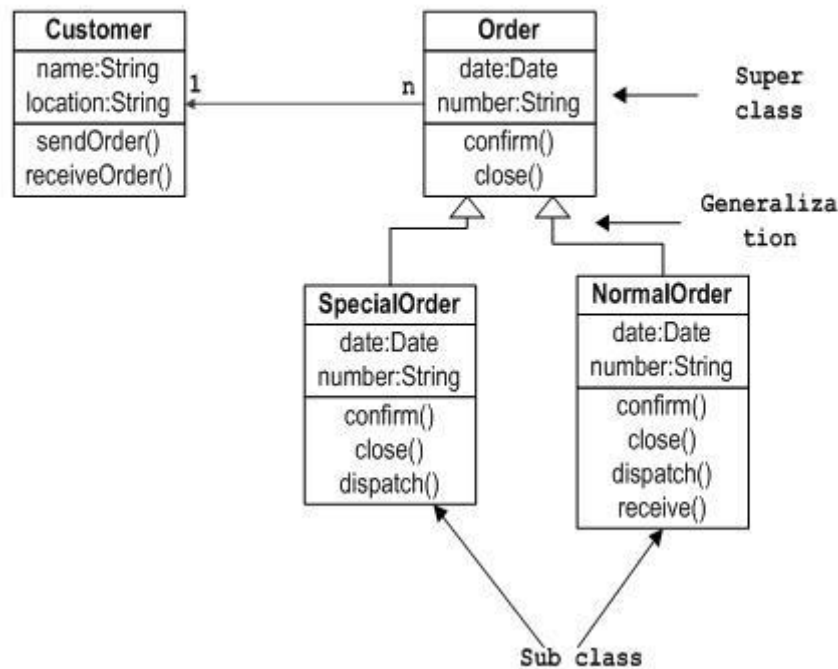 Customer
name:String
location:String
sendOrder()
receiveOrder()
1
n
Order
date:Date
number:String
confirm()
close()
Super
class
Generaliza
tion
SpecialOrder
date:Date
number:String
confirm()
close()
dispatch()
NormalOrder
date:Date
number:String
confirm()
close()
dispatch()
receive()
Sub class